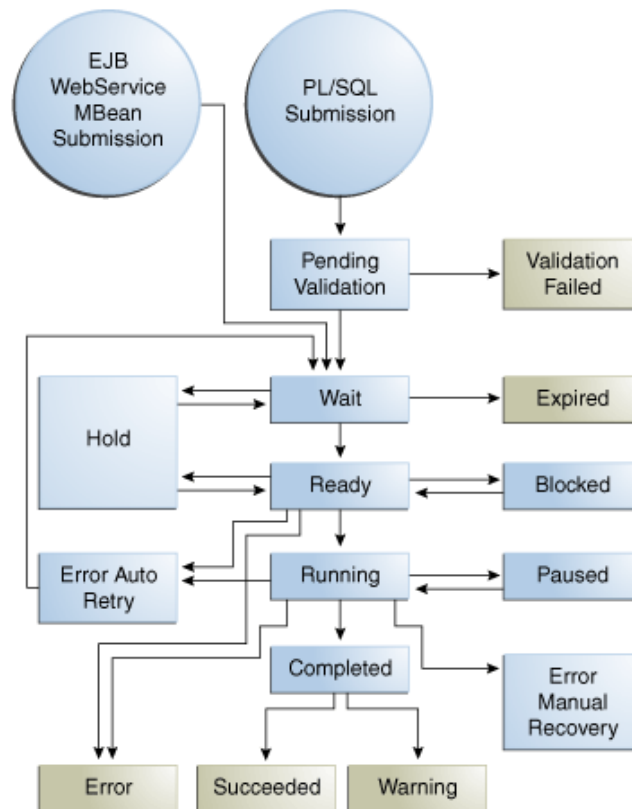 EJB
WebService
MBean
Submission
PL/SQL
Submission
Pending
Validation
Validation
Failed
Hold
Wait
Expired
Ready
Blocked
Error Auto
Retry
Running
Paused
Completed
Error
Manual
Recovery
Error
Succeeded
Warning